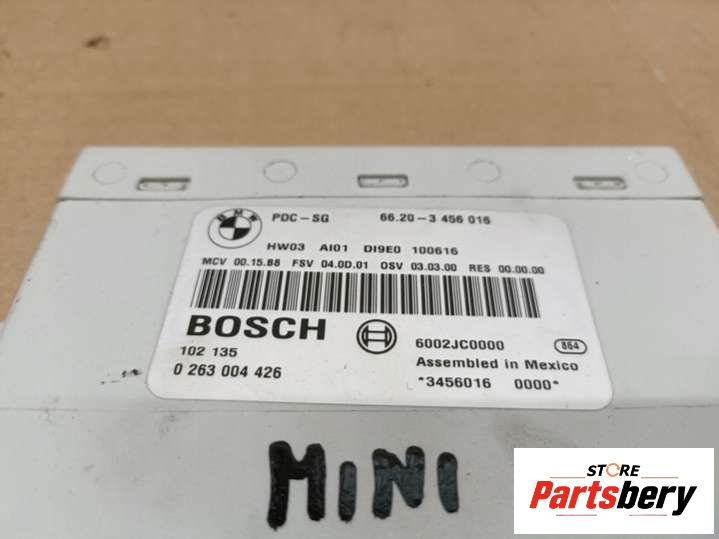 BMW
PDC-SG 66.20-3 456 016
HW03 AI01 DI9E0 100616
MCV 00.15.B8 FSV 04.0D.01 OSV 03.03.00 RES 00.00.00
BOSCH
102 135
0 263 004 426
6002JC0000 864
Assembled in Mexico
*3456016 0000*
MINI
STORE
Partsbery